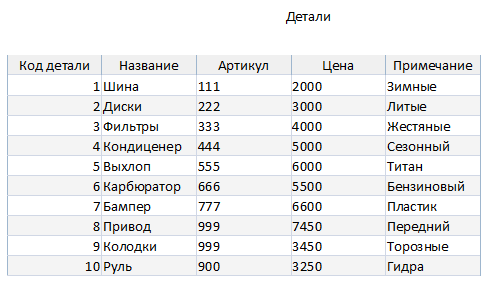 Детали
Код детали Название Артикул Цена Примечание
1 Шина 111 2000 Зимные
2 Диски 222 3000 Литые
3 Фильтры 333 4000 Жестяные
4 Кондиценер 444 5000 Сезонный
5 Выхлоп 555 6000 Титан
6 Карбюратор 666 5500 Бензиновый
7 Бампер 777 6600 Пластик
8 Привод 999 7450 Передний
9 Колодки 999 3450 Торозные
10 Руль 900 3250 Гидра